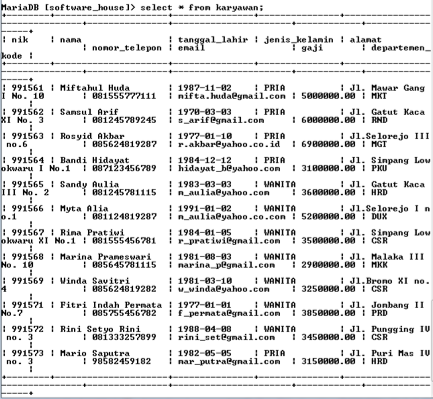 MariaDB [software_house]> select * from karyawan;
+--------+---------------------+---------------+---------------+----------------
| nik | nama | tanggal_lahir | jenis_kelamin | alamat
| nomor_telepon | email | gaji | departemen_
kode |
| 991561 | Miftahul Huda | 1987-11-02 | PRIA | Jl. Mawar Gang
I No. 10 | 081555777111 | mifta.huda@gmail.com | 5000000.00 | MKT
|
| 991562 | Samsul Arif | 1970-03-03 | PRIA | Jl. Gatut Kaca
XI No. 3 | 081245789245 | s_arif@gmail.com | 6000000.00 | RND
|
| 991563 | Rosyid Akbar | 1977-01-10 | PRIA | Jl.Selorejo III
no.6 | 085624819287 | r.akbar@yahoo.co.id | 6900000.00 | MGT
|
| 991564 | Bandi Hidayat | 1984-12-12 | PRIA | Jl. Simpang Low
okwaru I No.1 | 087123456789 | hidayat_b@yahoo.com | 3100000.00 | PKU
|
| 991565 | Sandy Aulia | 1983-03-03 | WANITA | Jl. Gatut Kaca
III No. 2 | 081245781115 | m_aulia@yahoo.com | 3600000.00 | HRD
|
| 991566 | Myta Alia | 1991-01-02 | WANITA | Jl.Selorejo I n
o.1 | 081124819287 | m_aulia@yahoo.co.com | 5200000.00 | DUX
|
| 991567 | Rima Pratiwi | 1984-01-05 | WANITA | Jl. Simpang Low
okwaru XI No.1 | 081555456781 | r_pratiwi@gmail.com | 3500000.00 | CSR
|
| 991568 | Marina Prameswari | 1981-08-03 | WANITA | Jl. Malaka III
No. 10 | 085645781115 | marina_p@gmail.com | 2900000.00 | MKK
|
| 991569 | Winda Savitri | 1981-03-10 | WANITA | Jl.Bromo XI no.
4 | 085624819282 | w_winda@yahoo.com | 3250000.00 | CSR
|
| 991571 | Fitri Indah Permata | 1977-01-01 | WANITA | Jl. Jombang II
No.7 | 085755456782 | f_permata@gmail.com | 3850000.00 | PRD
|
| 991572 | Rini Setyo Rini | 1988-04-08 | WANITA | Jl. Pungging IV
no. 3 | 081333257899 | rini_set@gmail.com | 3450000.00 | CSR
|
| 991573 | Mario Saputra | 1982-05-05 | PRIA | Jl. Puri Mas IV
no. 3 | 98582459182 | mar_putra@gmail.com | 3150000.00 | HRD
|